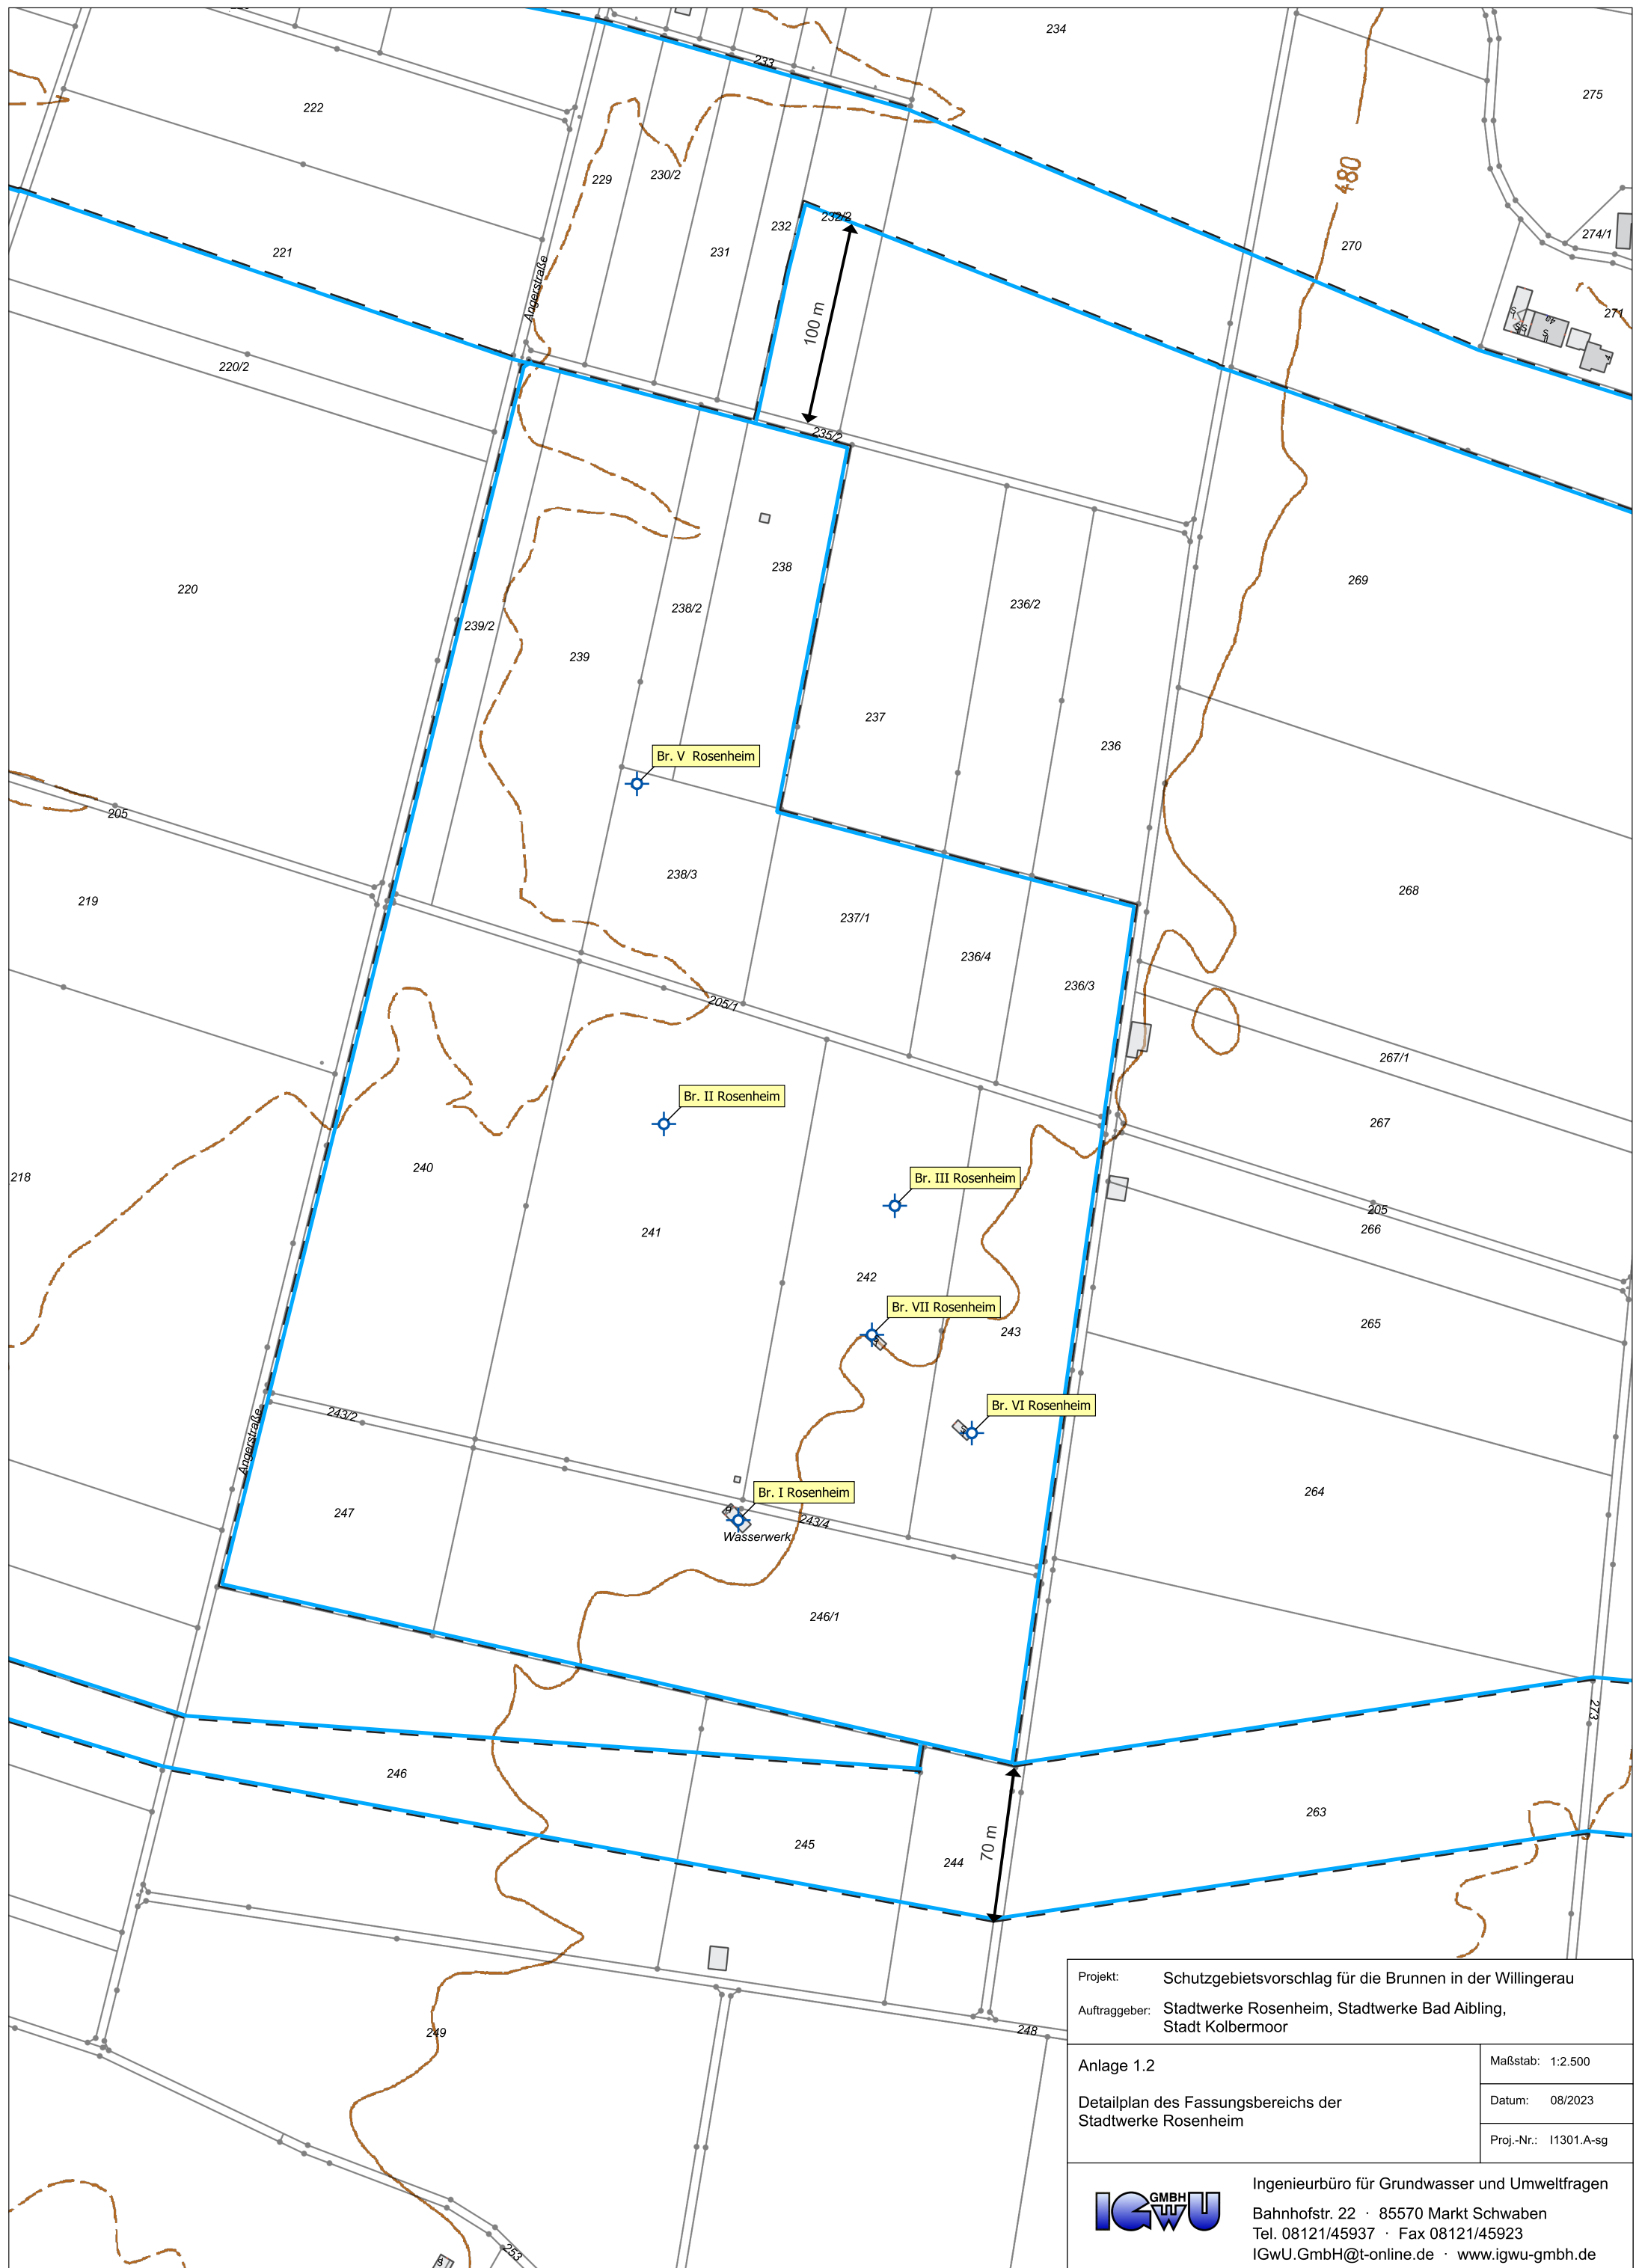 234
233
275
222
480
229
230/2
232/2
232
270
274/1
221
231
Angerstraße
271
100 m
220/2
235/2
220
238
269
236/2
238/2
239/2
239
237
236
Br. V Rosenheim
205
238/3
219
268
237/1
236/4
236/3
205/1
267/1
Br. II Rosenheim
267
240
218
Br. III Rosenheim
205
266
241
242
Br. VII Rosenheim
265
243
Br. VI Rosenheim
243/2
Angerstraße
Br. I Rosenheim
264
247
243/4
Wasserwerk
246/1
273
246
263
245
70 m
244
248
249
253
Projekt: Schutzgebietsvorschlag für die Brunnen in der Willingerau
Auftraggeber: Stadtwerke Rosenheim, Stadtwerke Bad Aibling,
Stadt Kolbermoor
Anlage 1.2
Maßstab: 1:2.500
Detailplan des Fassungsbereichs der
Stadtwerke Rosenheim
Datum: 08/2023
Proj.-Nr.: I1301.A-sg
IGwU GMBH
Ingenieurbüro für Grundwasser und Umweltfragen
Bahnhofstr. 22 · 85570 Markt Schwaben
Tel. 08121/45937 · Fax 08121/45923
IGwU.GmbH@t-online.de · www.igwu-gmbh.de